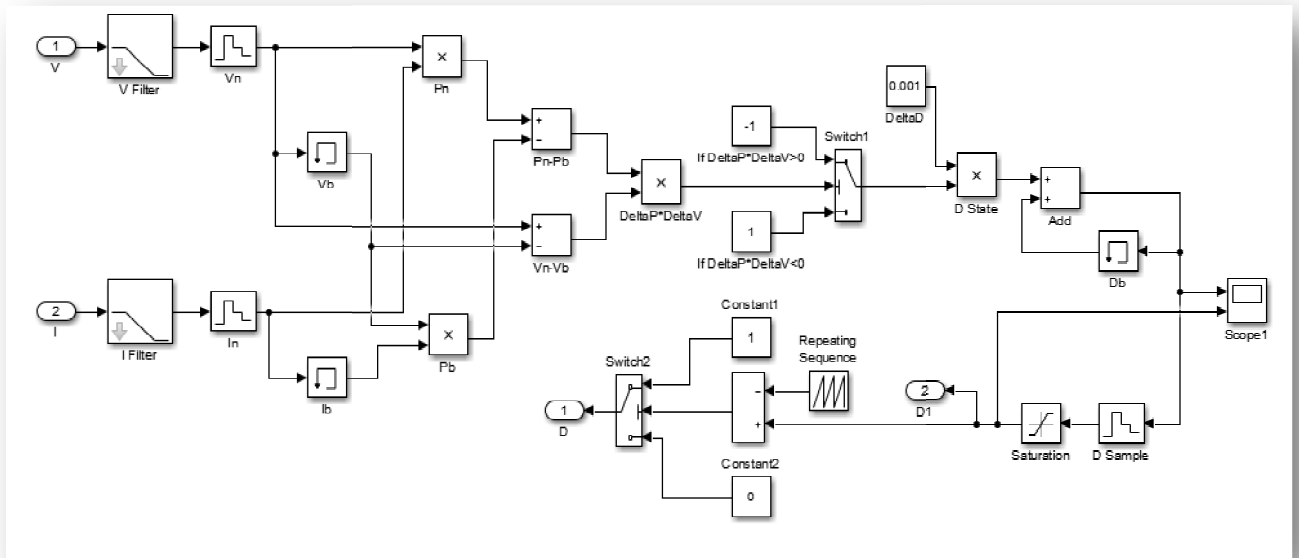 1
V
V Filter
Vn
×
Pn
Vb
+
−
Pn-Pb
×
DeltaP*DeltaV
+
−
Vn-Vb
2
I
I Filter
In
Ib
×
Pb
-1
If DeltaP*DeltaV>0
Switch1
1
If DeltaP*DeltaV<0
0.001
DeltaD
×
D State
+
+
Add
Db
Scope1
Constant1
1
Repeating
Sequence
Switch2
1
D
−
+
2
D1
Saturation
D Sample
Constant2
0